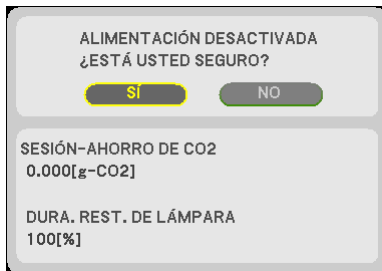 ALIMENTACIÓN DESACTIVADA
¿ESTÁ USTED SEGURO?
SÍ NO
SESIÓN-AHORRO DE CO2
0.000[g-CO2]
DURA. REST. DE LÁMPARA
100[%]